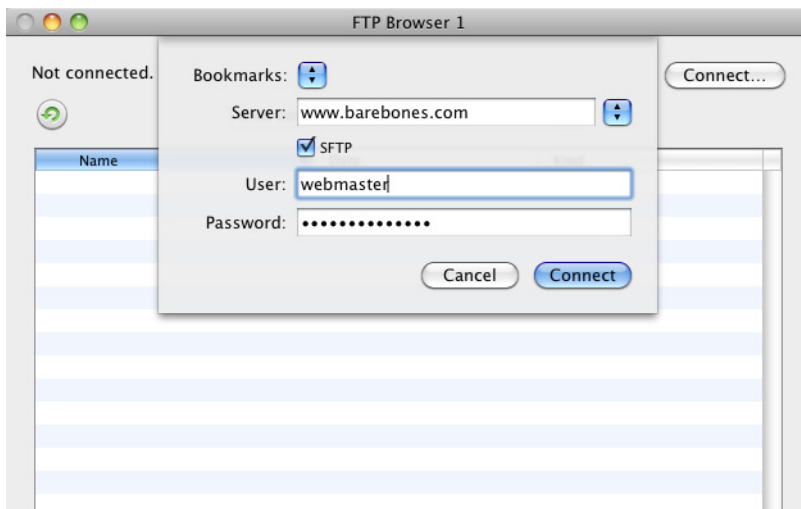 FTP Browser 1
Not connected.
Bookmarks:
Connect...
Server: www.barebones.com
SFTP
Name
User: webmaster
Password: ••••••••••••••
Cancel
Connect